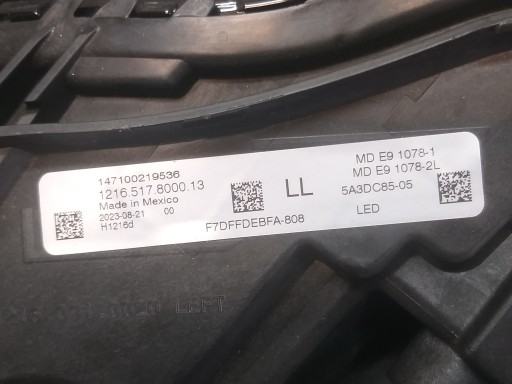 147100219536
1216.517.8000.13
Made in Mexico
2023-08-21 00
H1216d
F7DFFDEBFA-808
LL
MD E9 1078-1
MD E9 1078-2L
5A3DC85-05
LED
LEFT